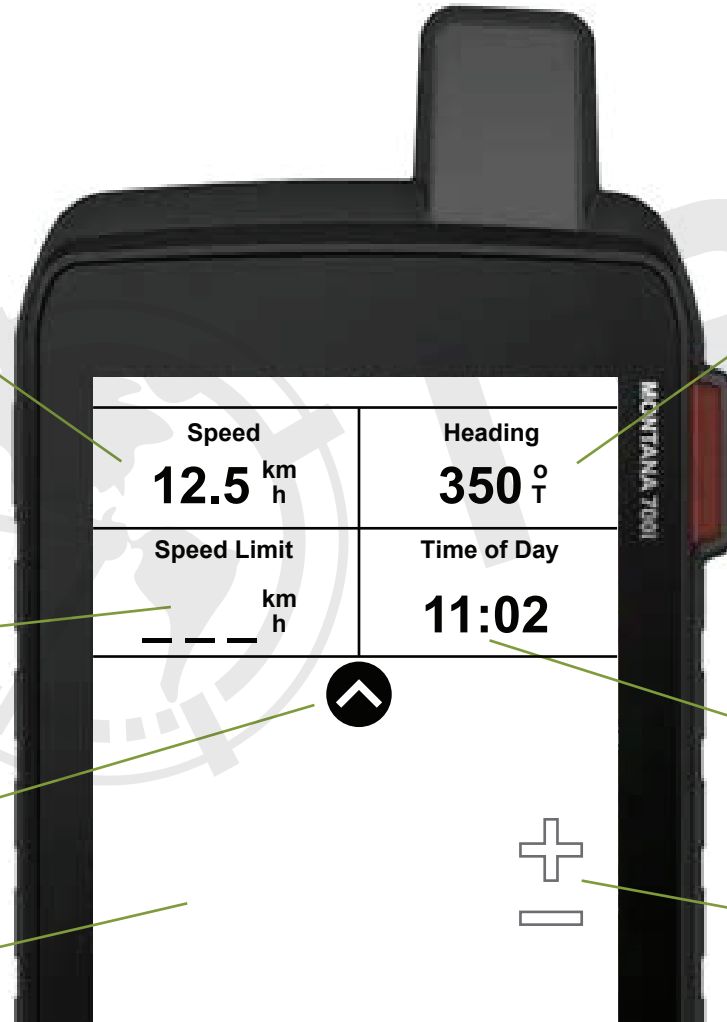 Speed
12.5 km
h
Heading
350 o
T
Speed Limit
_ _ _ km
h
Time of Day
11:02
MONTANA 700i